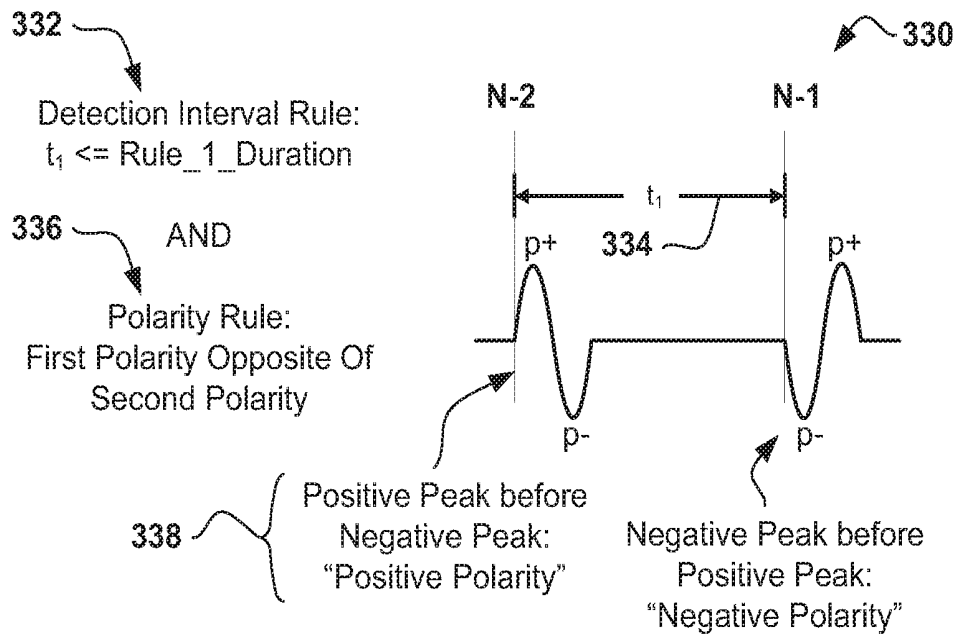 332
330
Detection Interval Rule:
t₁ <= Rule_1_Duration
N-2
N-1
t₁
334
336
AND
p+
p+
Polarity Rule:
First Polarity Opposite Of
Second Polarity
p-
p-
338
Positive Peak before
Negative Peak:
“Positive Polarity”
Negative Peak before
Positive Peak:
“Negative Polarity”